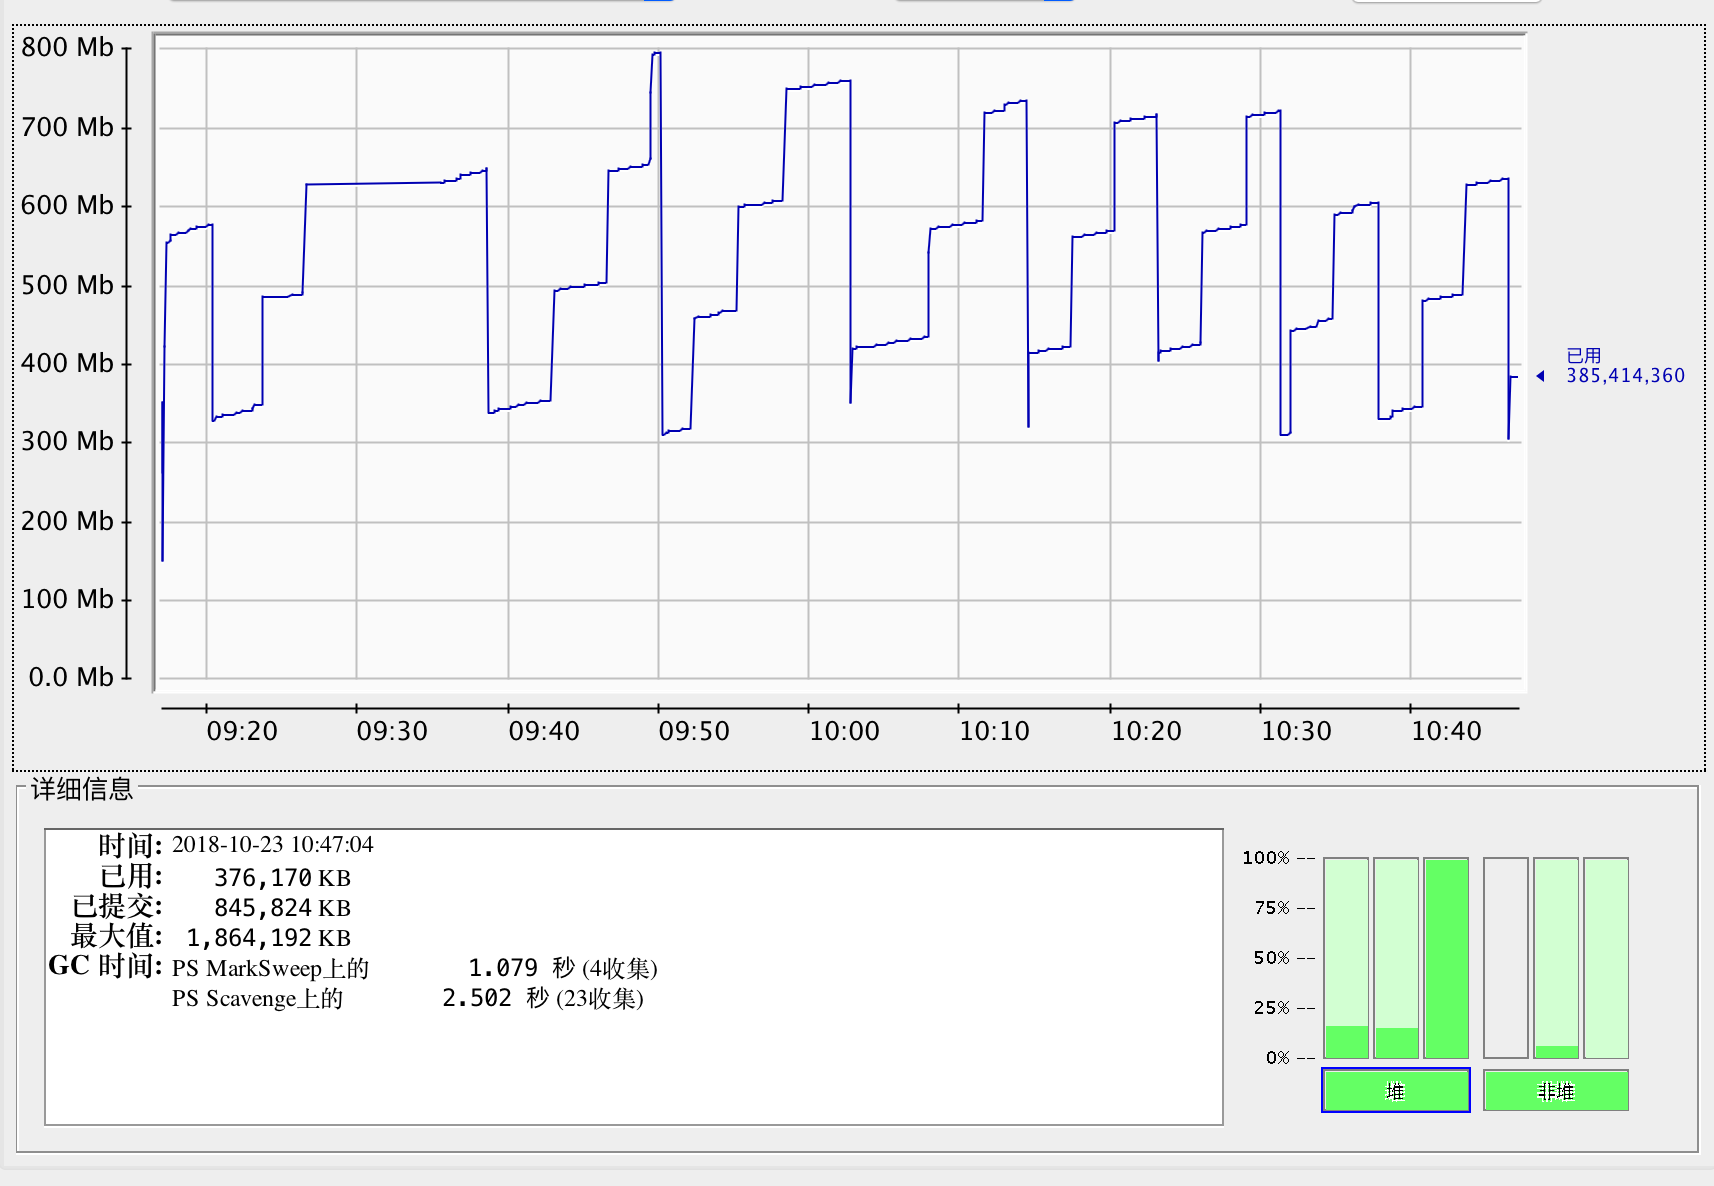 800 Mb
700 Mb
600 Mb
500 Mb
400 Mb
300 Mb
200 Mb
100 Mb
0.0 Mb
已用
385,414,360
09:20 09:30 09:40 09:50 10:00 10:10 10:20 10:30 10:40
详细信息
时间: 2018-10-23 10:47:04
已用: 376,170 KB
已提交: 845,824 KB
最大值: 1,864,192 KB
GC 时间: PS MarkSweep上的 1.079 秒 (4收集)
PS Scavenge上的 2.502 秒 (23收集)
100% --
75% --
50% --
25% --
0% --
堆 非堆